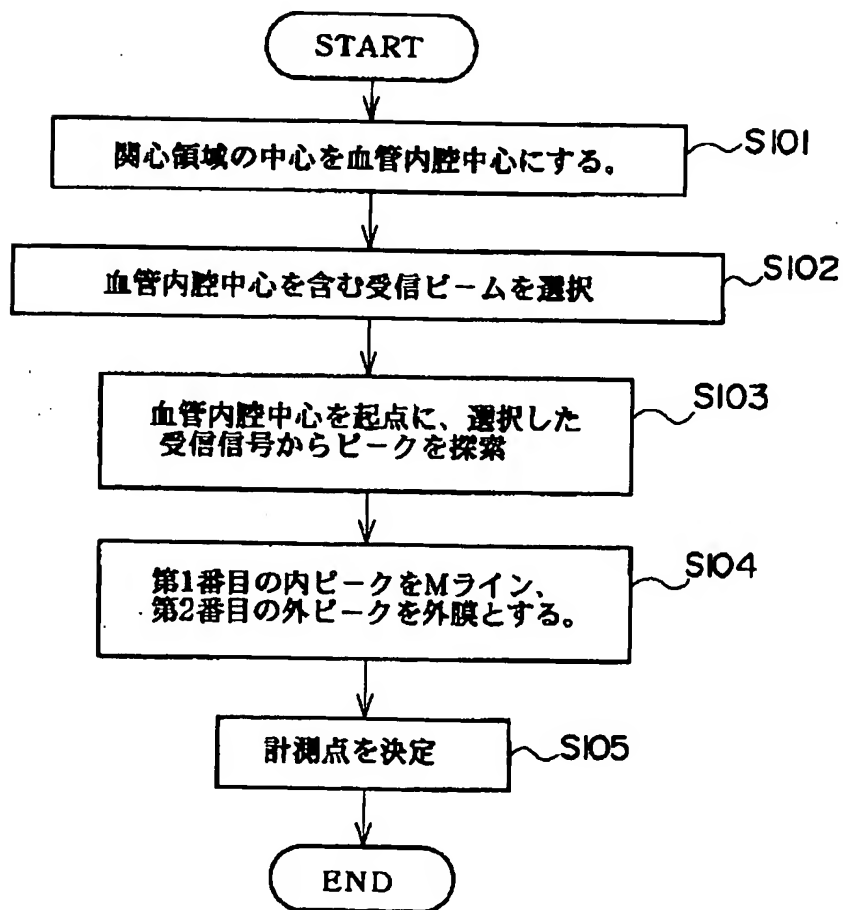 START
関心領域の中心を血管内腔中心にする。
S101
血管内腔中心を含む受信ビームを選択
S102
血管内腔中心を起点に、選択した
受信信号からピークを探索
S103
第1番目の内ピークをMライン、
第2番目の外ピークを外膜とする。
S104
計測点を決定
S105
END